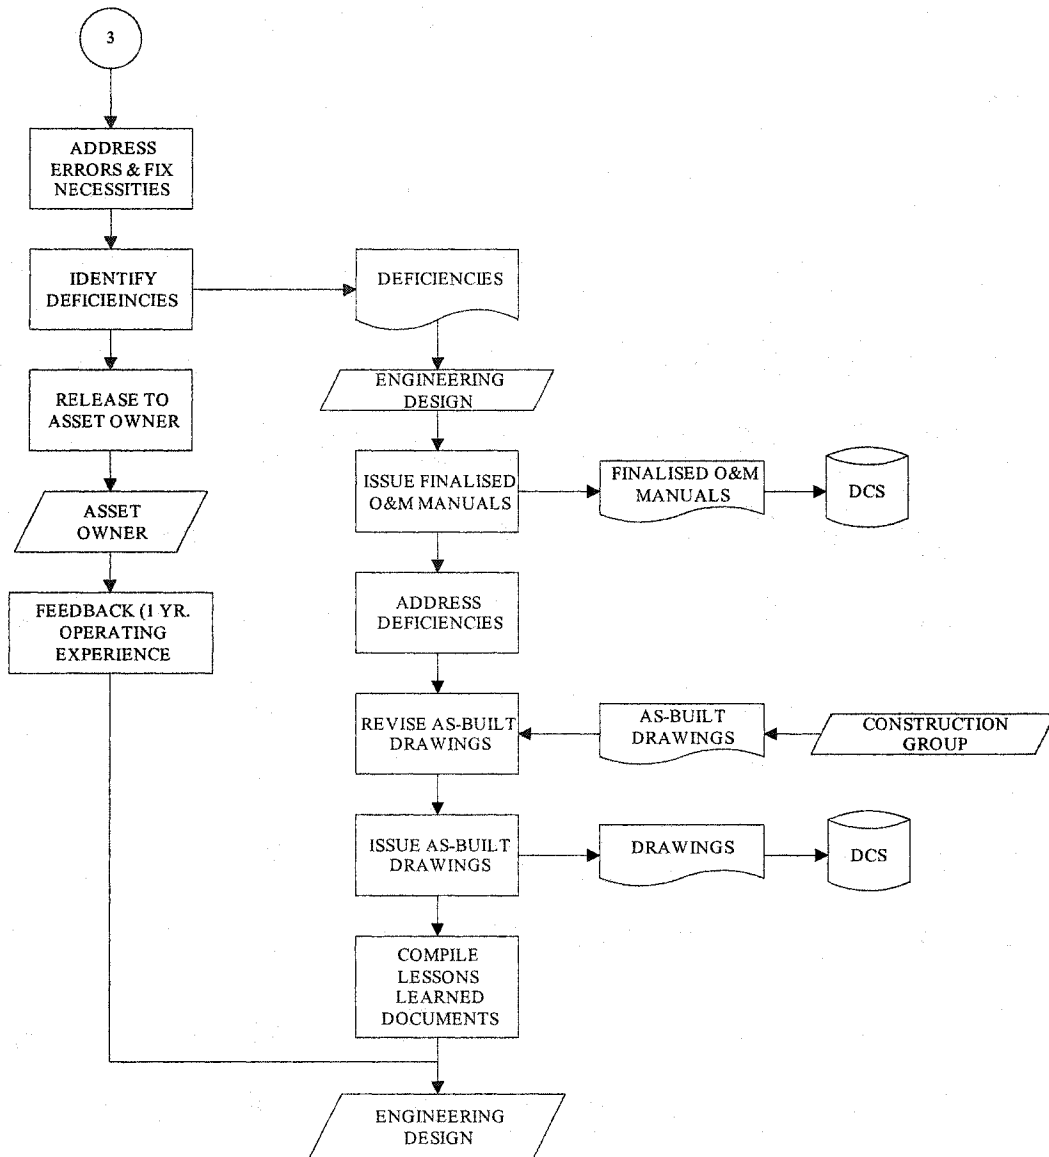 3
ADDRESS
ERRORS & FIX
NECESSITIES
IDENTIFY
DEFICIEINCIES
DEFICIENCIES
RELEASE TO
ASSET OWNER
ENGINEERING
DESIGN
ISSUE FINALISED
O&M MANUALS
FINALISED O&M
MANUALS
DCS
ASSET
OWNER
FEEDBACK (1 YR.
OPERATING
EXPERIENCE
ADDRESS
DEFICIENCIES
REVISE AS-BUILT
DRAWINGS
AS-BUILT
DRAWINGS
CONSTRUCTION
GROUP
ISSUE AS-BUILT
DRAWINGS
DRAWINGS
DCS
COMPILE
LESSONS
LEARNED
DOCUMENTS
ENGINEERING
DESIGN